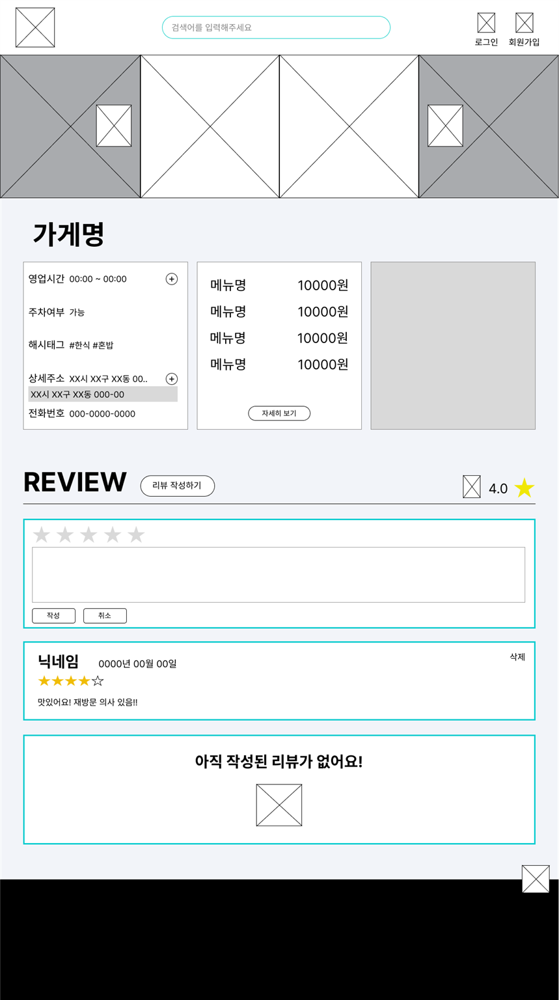 검색어를 입력해주세요
로그인 회원가입
가게명
영업시간 00:00 ~ 00:00
주차여부 가능
해시태그 #한식 #혼밥
상세주소 XX시 XX구 XX동 00..
XX시 XX구 XX동 000-00
전화번호 000-0000-0000
메뉴명 10000원
메뉴명 10000원
메뉴명 10000원
메뉴명 10000원
자세히 보기
REVIEW 리뷰 작성하기 4.0
작성 취소
닉네임 0000년 00월 00일 삭제
맛있어요! 재방문 의사 있음!!
아직 작성된 리뷰가 없어요!